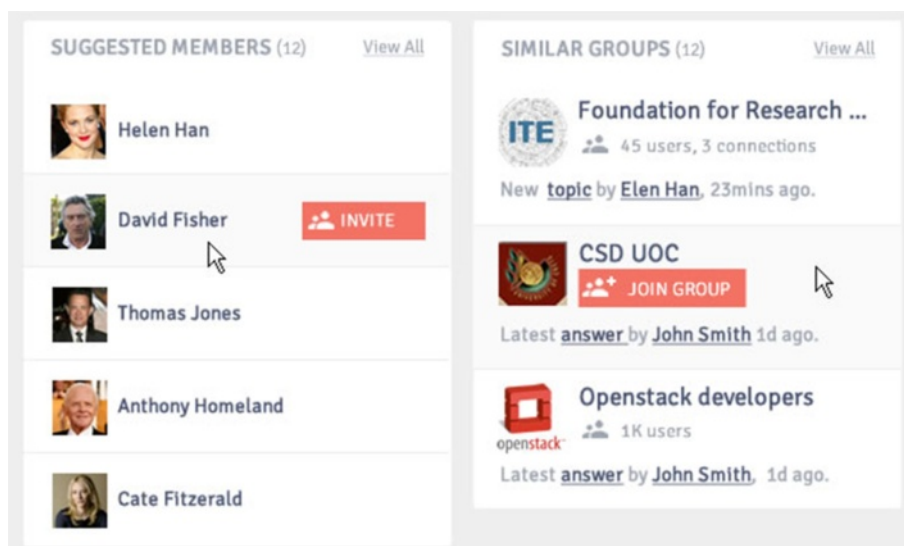 SUGGESTED MEMBERS (12) View All
Helen Han
David Fisher INVITE
Thomas Jones
Anthony Homeland
Cate Fitzerald
SIMILAR GROUPS (12) View All
ITE Foundation for Research ...
45 users, 3 connections
New topic by Elen Han, 23mins ago.
CSD UOC
JOIN GROUP
Latest answer by John Smith 1d ago.
Openstack developers
1K users
openstack
Latest answer by John Smith, 1d ago.